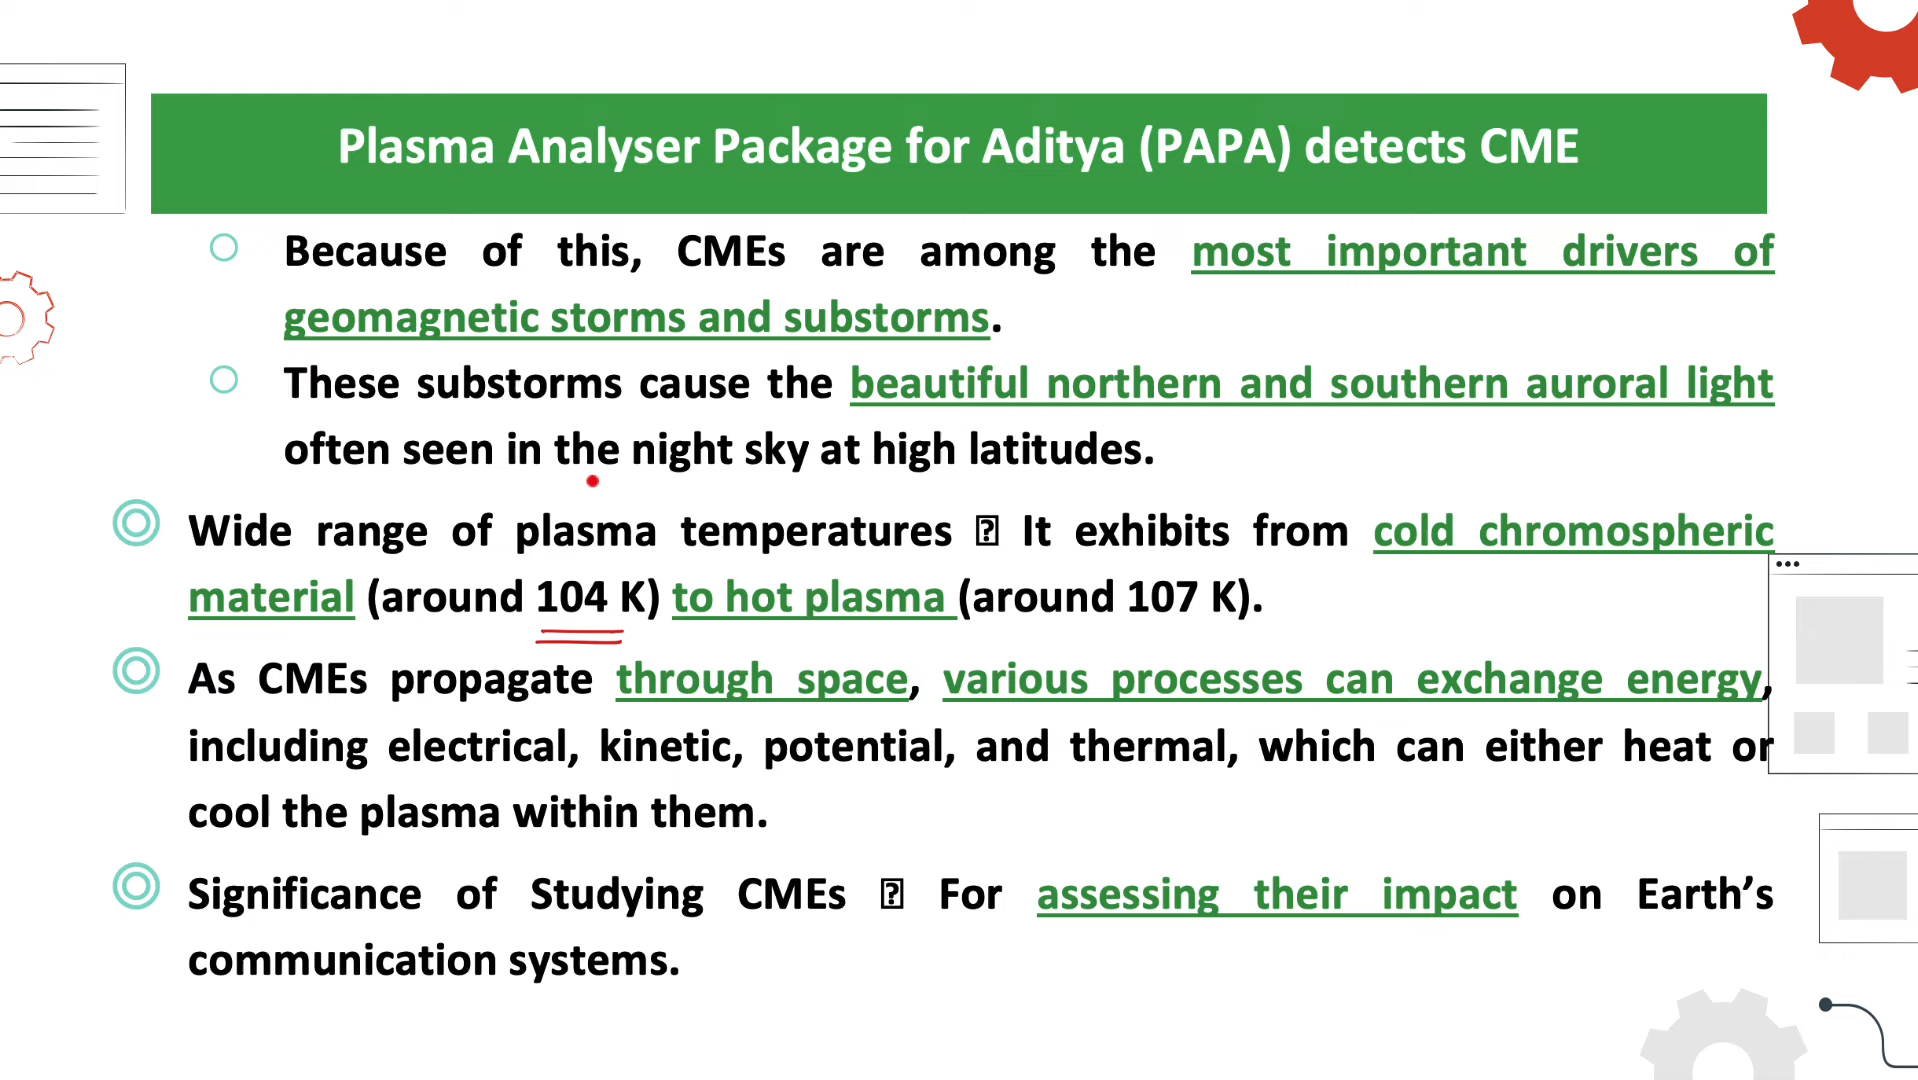 Plasma Analyser Package for Aditya (PAPA) detects CME
Because of this, CMEs are among the most important drivers of
geomagnetic storms and substorms.
These substorms cause the beautiful northern and southern auroral light
often seen in the night sky at high latitudes.
Wide range of plasma temperatures ⍰ It exhibits from cold chromospheric
material (around 104 K) to hot plasma (around 107 K).
As CMEs propagate through space, various processes can exchange energy,
including electrical, kinetic, potential, and thermal, which can either heat or
cool the plasma within them.
Significance of Studying CMEs ⍰ For assessing their impact on Earth’s
communication systems.